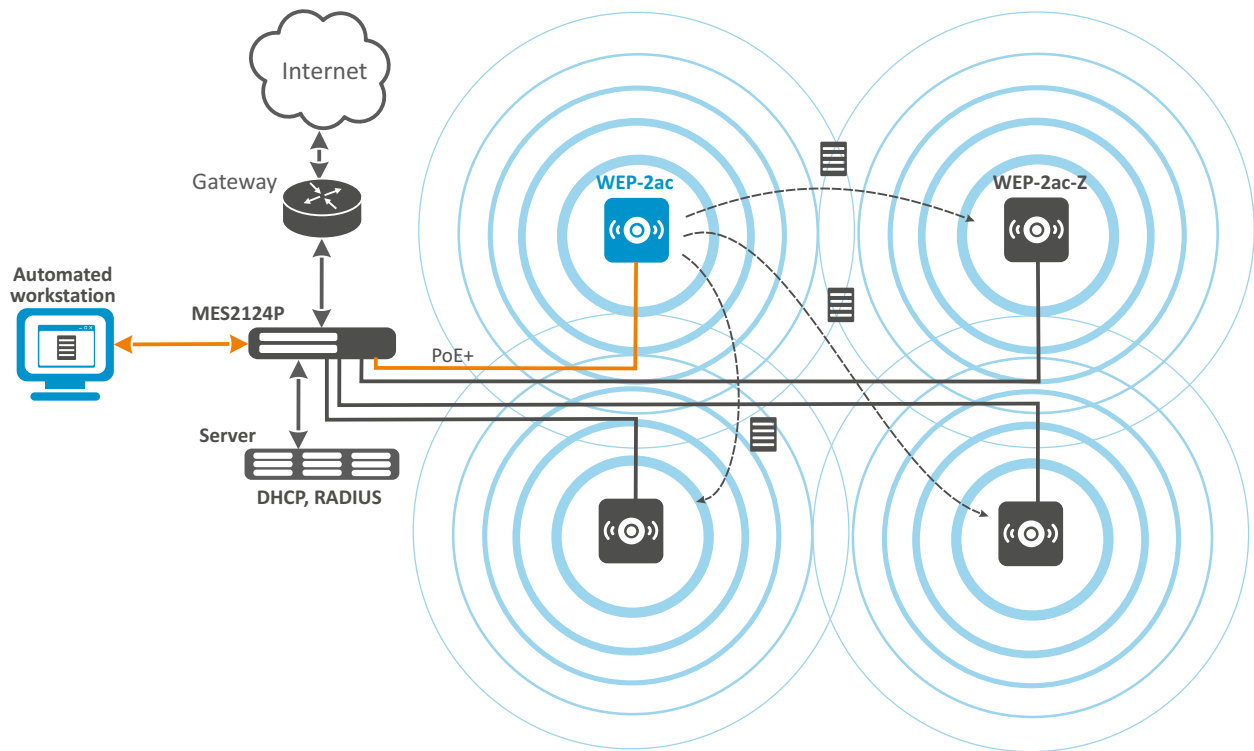 Internet
Gateway
WEP-2ac
WEP-2ac-Z
Automated
workstation
MES2124P
PoE+
Server
DHCP, RADIUS